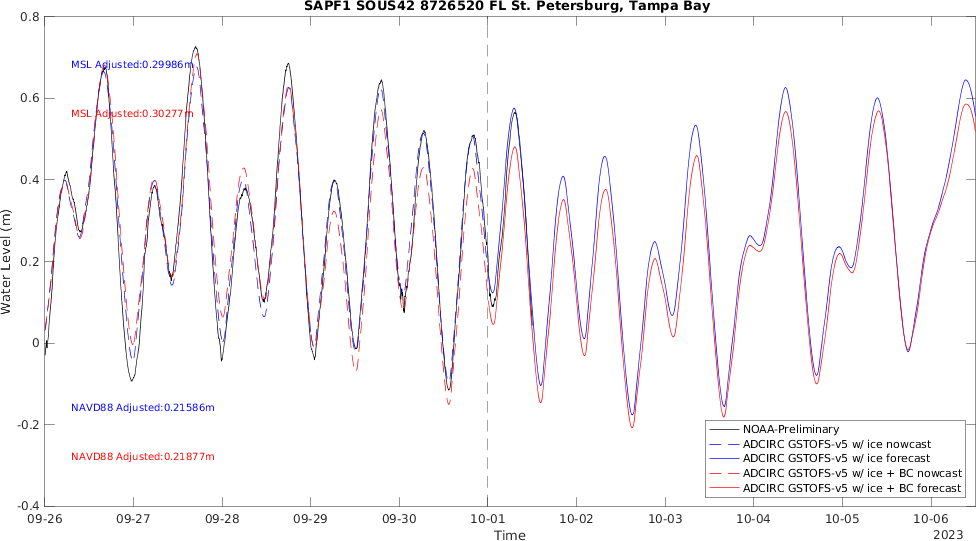 SAPF1 SOUS42 8726520 FL St. Petersburg, Tampa Bay
0.8
MSL Adjusted:0.29986m
0.6
MSL Adjusted:0.30277m
0.4
Water Level (m)
0.2
0
NAVD88 Adjusted:0.21586m
-0.2
NOAA-Preliminary
ADCIRC GSTOFS-v5 w/ ice nowcast
NAVD88 Adjusted:0.21877m
ADCIRC GSTOFS-v5 w/ ice forecast
ADCIRC GSTOFS-v5 w/ ice + BC nowcast
ADCIRC GSTOFS-v5 w/ ice + BC forecast
-0.4
09-26 09-27 09-28 09-29 09-30 10-01 10-02 10-03 10-04 10-05 10-06
Time
2023